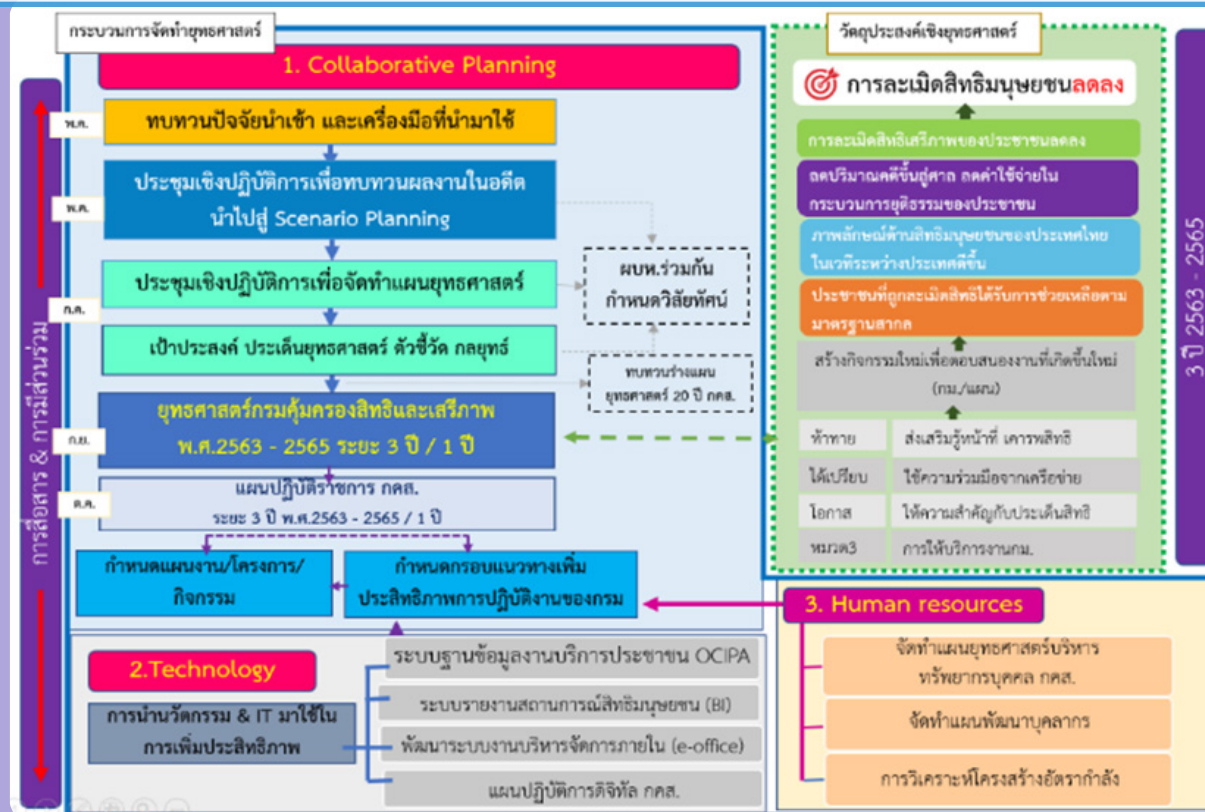 กระบวนการจัดทำยุทธศาสตร์
1. Collaborative Planning
พ.ค.
ทบทวนปัจจัยนำเข้า และเครื่องมือที่นำมาใช้
พ.ค.
ประชุมเชิงปฏิบัติการเพื่อทบทวนผลงานในอดีต
นำไปสู่ Scenario Planning
ผบห.ร่วมกัน
กำหนดวิสัยทัศน์
ก.ค.
ประชุมเชิงปฏิบัติการเพื่อจัดทำแผนยุทธศาสตร์
เป้าประสงค์ ประเด็นยุทธศาสตร์ ตัวชี้วัด กลยุทธ์
ทบทวนร่างแผน
ยุทธศาสตร์ 20 ปี กคส.
ก.ย.
ยุทธศาสตร์กรมคุ้มครองสิทธิและเสรีภาพ
พ.ศ.2563 - 2565 ระยะ 3 ปี / 1 ปี
ต.ค.
แผนปฏิบัติราชการ กคส.
ระยะ 3 ปี พ.ศ.2563 - 2565 / 1 ปี
กำหนดแผนงาน/โครงการ/
กิจกรรม
กำหนดกรอบแนวทางเพิ่ม
ประสิทธิภาพการปฏิบัติงานของกรม
การสื่อสาร & การมีส่วนร่วม
วัตถุประสงค์เชิงยุทธศาสตร์
การละเมิดสิทธิมนุษยชนลดลง
การละเมิดสิทธิเสรีภาพของประชาชนลดลง
ลดปริมาณคดีขึ้นสู่ศาล ลดค่าใช้จ่ายใน
กระบวนการยุติธรรมของประชาชน
ภาพลักษณ์ด้านสิทธิมนุษยชนของประเทศไทย
ในเวทีระหว่างประเทศดีขึ้น
ประชาชนที่ถูกละเมิดสิทธิได้รับการช่วยเหลือตาม
มาตรฐานสากล
สร้างกิจกรรมใหม่เพื่อตอบสนองงานที่เกิดขึ้นใหม่
(กม./แผน)
ท้าทาย ส่งเสริมรู้หน้าที่ เคารพสิทธิ
ได้เปรียบ ใช้ความร่วมมือจากเครือข่าย
โอกาส ให้ความสำคัญกับประเด็นสิทธิ
หมวด3 การให้บริการงานกม.
3 ปี 2563 - 2565
2.Technology
การนำนวัตกรรม & IT มาใช้ใน
การเพิ่มประสิทธิภาพ
ระบบฐานข้อมูลงานบริการประชาชน OCIPA
ระบบรายงานสถานการณ์สิทธิมนุษยชน (BI)
พัฒนาระบบงานบริหารจัดการภายใน (e-office)
แผนปฏิบัติการดิจิทัล กคส.
3. Human resources
จัดทำแผนยุทธศาสตร์บริหาร
ทรัพยากรบุคคล กคส.
จัดทำแผนพัฒนาบุคลากร
การวิเคราะห์โครงสร้างอัตรากำลัง